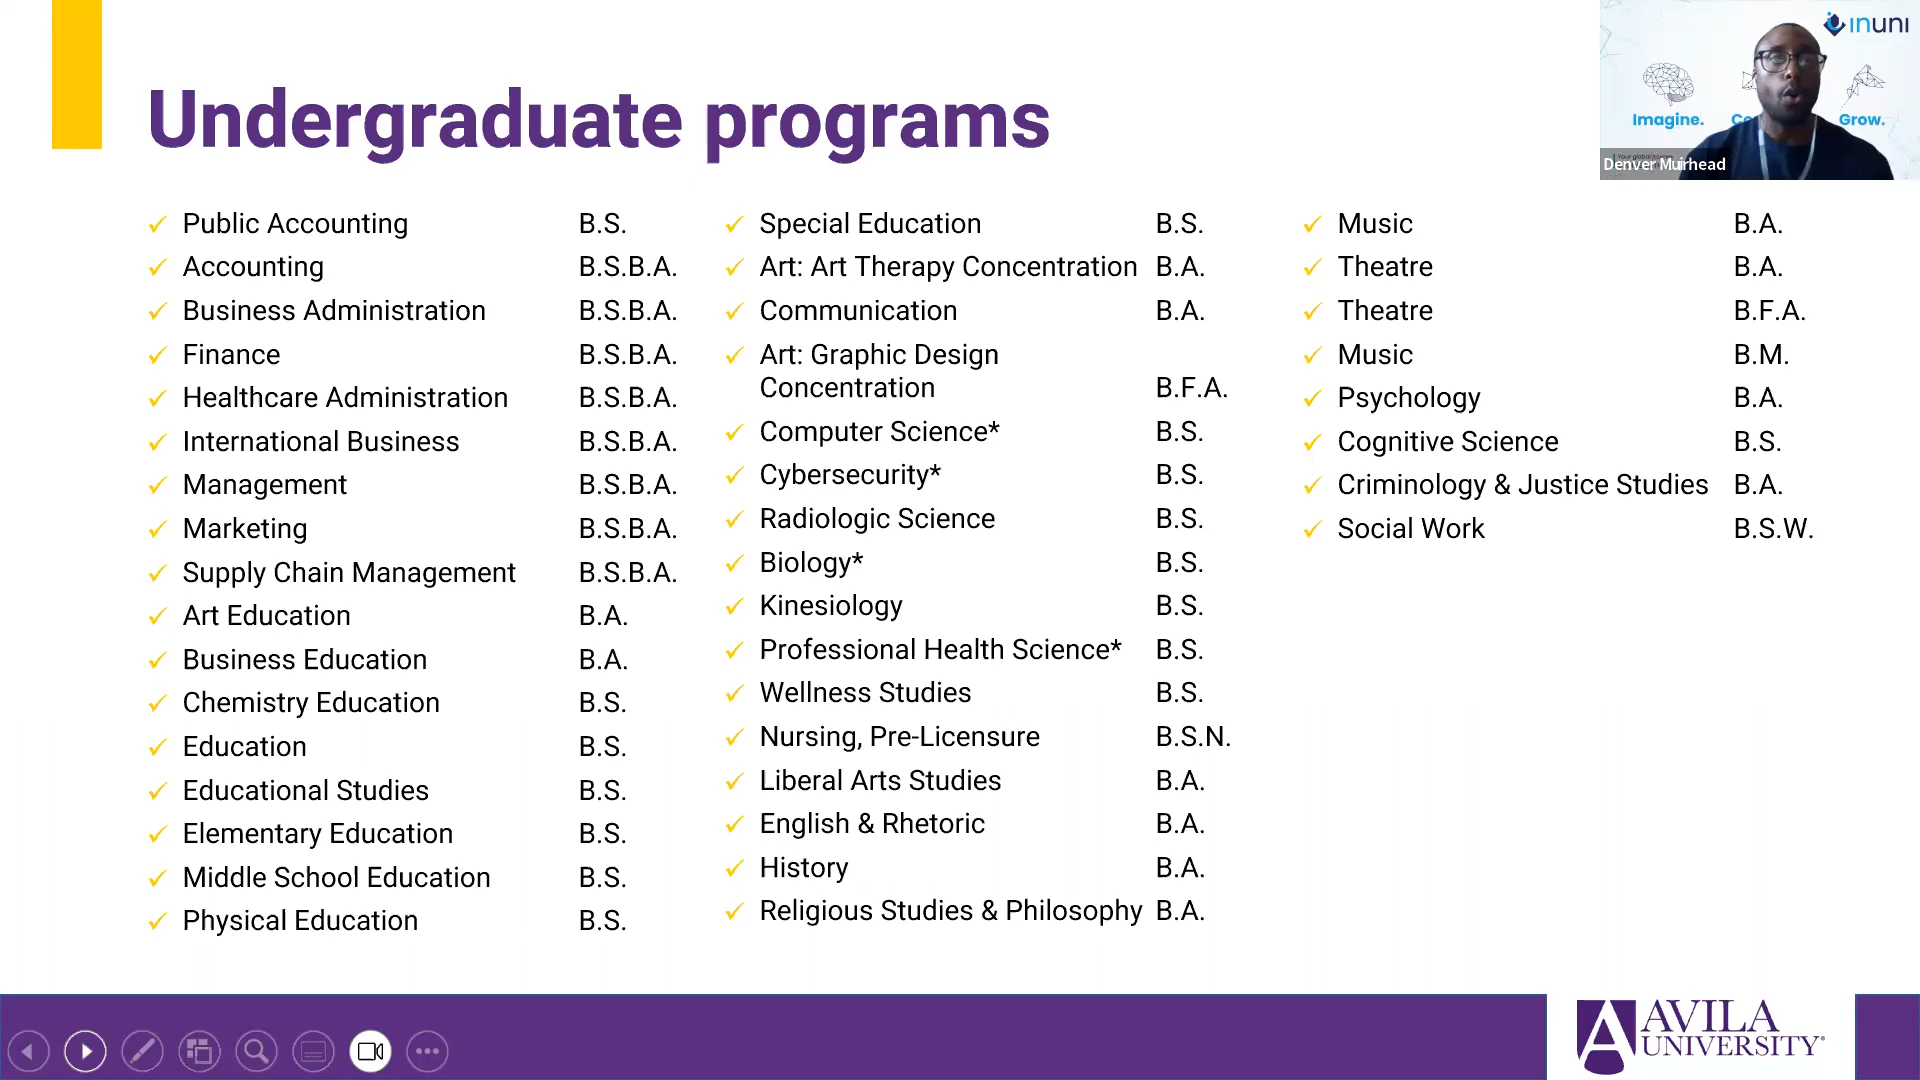 Undergraduate programs
Public Accounting B.S.
Accounting B.S.B.A.
Business Administration B.S.B.A.
Finance B.S.B.A.
Healthcare Administration B.S.B.A.
International Business B.S.B.A.
Management B.S.B.A.
Marketing B.S.B.A.
Supply Chain Management B.S.B.A.
Art Education B.A.
Business Education B.A.
Chemistry Education B.S.
Education B.S.
Educational Studies B.S.
Elementary Education B.S.
Middle School Education B.S.
Physical Education B.S.
Special Education B.S.
Art: Art Therapy Concentration B.A.
Communication B.A.
Art: Graphic Design
Concentration B.F.A.
Computer Science* B.S.
Cybersecurity* B.S.
Radiologic Science B.S.
Biology* B.S.
Kinesiology B.S.
Professional Health Science* B.S.
Wellness Studies B.S.
Nursing, Pre-Licensure B.S.N.
Liberal Arts Studies B.A.
English & Rhetoric B.A.
History B.A.
Religious Studies & Philosophy B.A.
Music B.A.
Theatre B.A.
Theatre B.F.A.
Music B.M.
Psychology B.A.
Cognitive Science B.S.
Criminology & Justice Studies B.A.
Social Work B.S.W.
inuni
Imagine. Grow.
Denver Muirhead
AVILA
UNIVERSITY